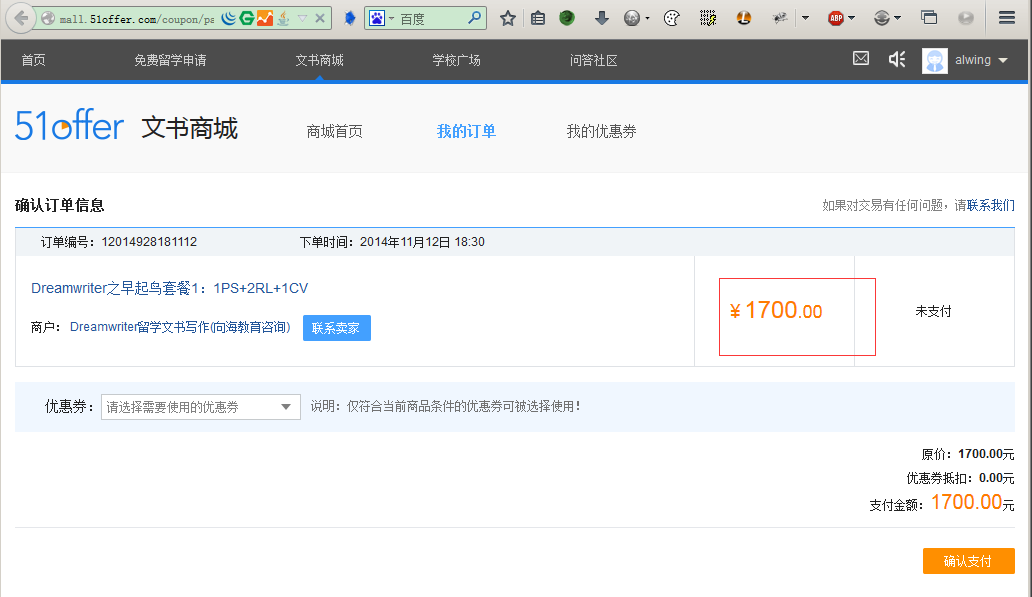 mall.51offer.com/coupon/pa
百度
ABP
首页 免费留学申请 文书商城 学校广场 问答社区 alwing
51offer 文书商城 商城首页 我的订单 我的优惠券
确认订单信息 如果对交易有任何问题，请联系我们
订单编号：12014928181112 下单时间：2014年11月12日 18:30
Dreamwriter之早起鸟套餐1：1PS+2RL+1CV
¥ 1700.00 未支付
商户： Dreamwriter留学文书写作(向海教育咨询) 联系卖家
优惠券： 请选择需要使用的优惠券 说明：仅符合当前商品条件的优惠券可被选择使用！
原价：1700.00元
优惠券抵扣：0.00元
支付金额：1700.00元
确认支付